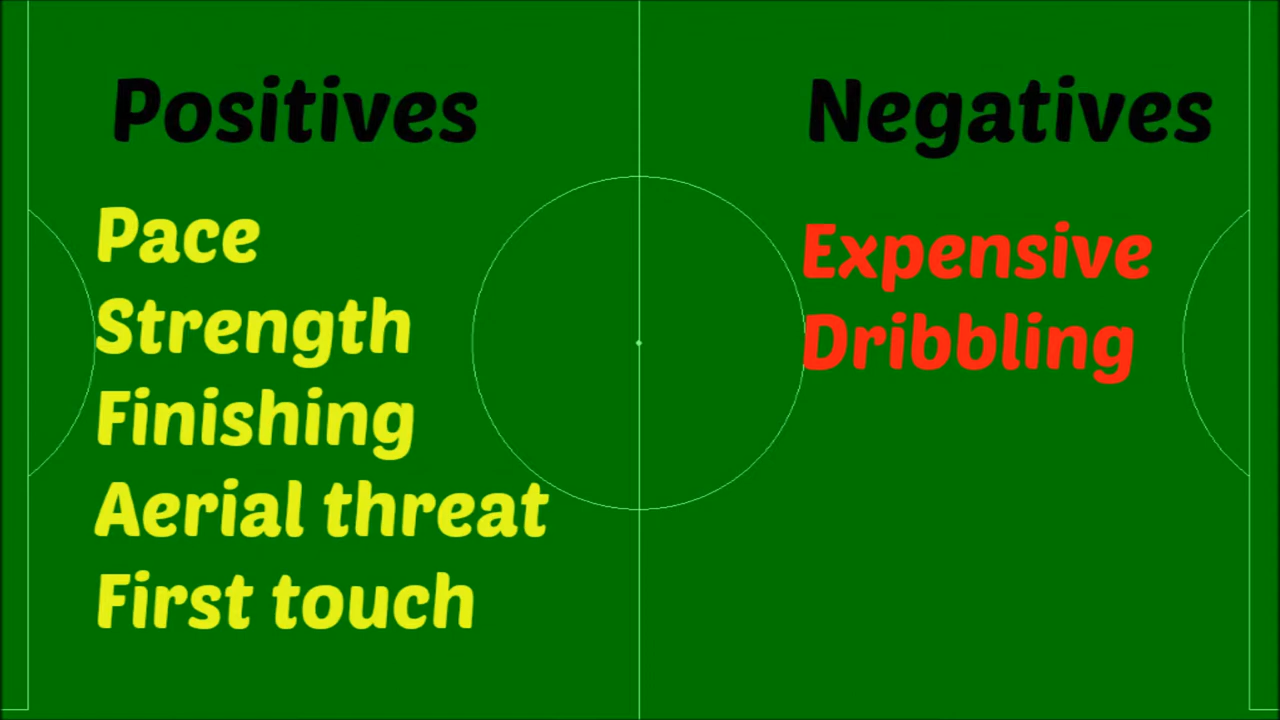 Positives
Pace
Strength
Finishing
Aerial threat
First touch
Negatives
Expensive
Dribbling